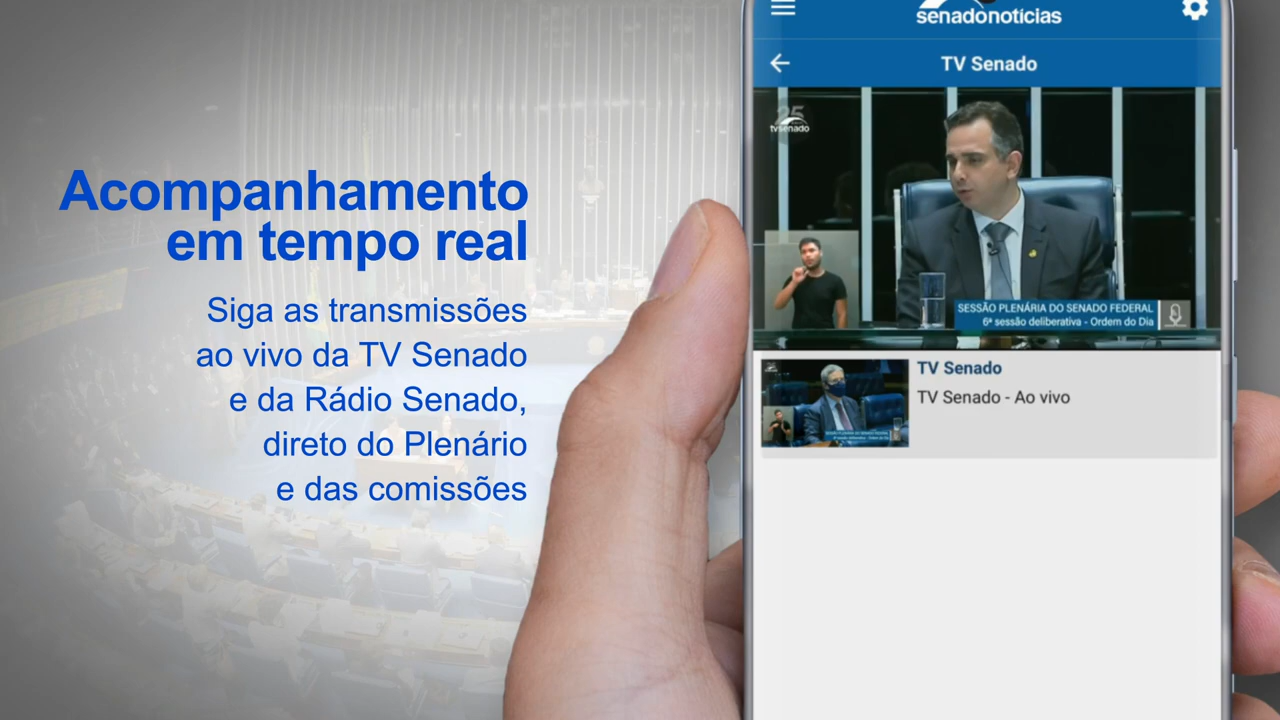 Acompanhamento
em tempo real
Siga as transmissões
ao vivo da TV Senado
e da Rádio Senado,
direto do Plenário
e das comissões
senadonotícias
TV Senado
25
tvsenado
SESSÃO PLENÁRIA DO SENADO FEDERAL
6ª sessão deliberativa - Ordem do Dia
TV Senado
TV Senado - Ao vivo